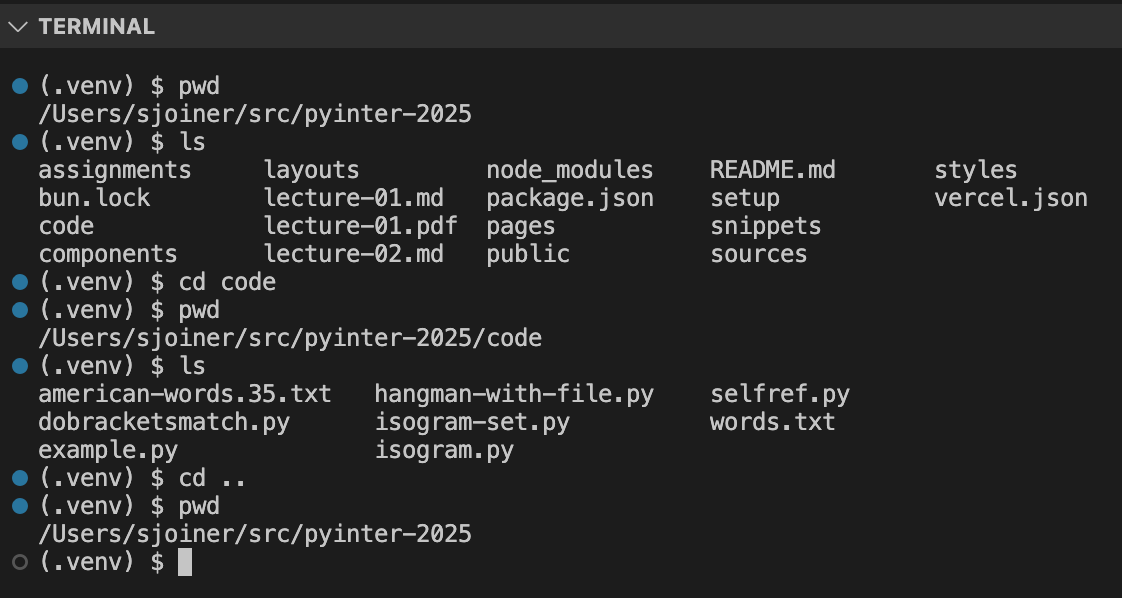 TERMINAL
(.venv) $ pwd
/Users/sjoiner/src/pyinter-2025
(.venv) $ ls
assignments     layouts         node_modules    README.md       styles
bun.lock        lecture-01.md   package.json    setup           vercel.json
code            lecture-01.pdf  pages           snippets
components      lecture-02.md   public          sources
(.venv) $ cd code
(.venv) $ pwd
/Users/sjoiner/src/pyinter-2025/code
(.venv) $ ls
american-words.35.txt   hangman-with-file.py    selfref.py
dobracketsmatch.py      isogram-set.py          words.txt
example.py              isogram.py
(.venv) $ cd ..
(.venv) $ pwd
/Users/sjoiner/src/pyinter-2025
(.venv) $